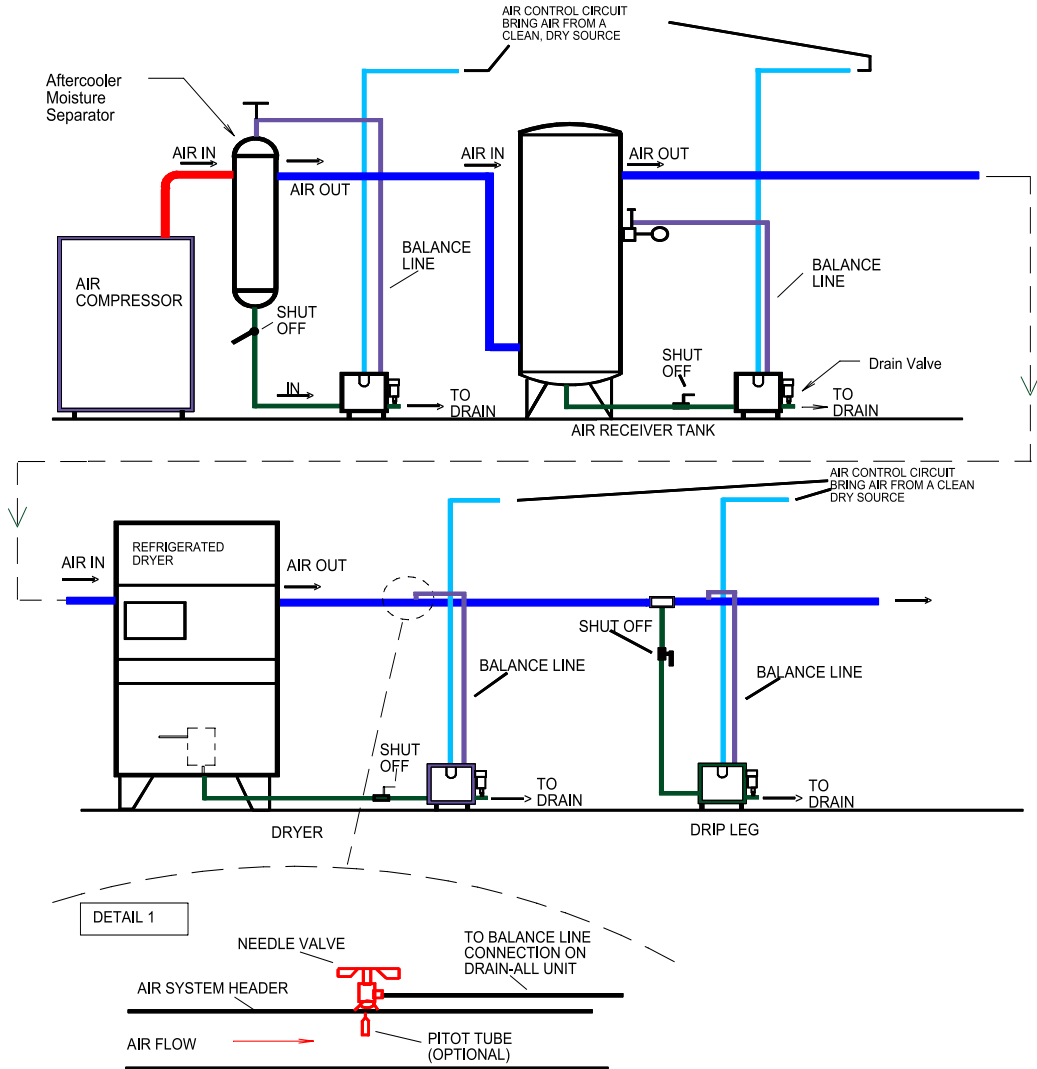 AIR CONTROL CIRCUIT
BRING AIR FROM A
CLEAN, DRY SOURCE
Aftercooler
Moisture
Separator
AIR IN
AIR OUT
AIR IN
AIR OUT
AIR
COMPRESSOR
BALANCE
LINE
BALANCE
LINE
SHUT
OFF
SHUT
OFF
Drain Valve
IN
TO
DRAIN
TO
DRAIN
AIR RECEIVER TANK
AIR CONTROL CIRCUIT
BRING AIR FROM A CLEAN
DRY SOURCE
REFRIGERATED
DRYER
AIR IN
AIR OUT
SHUT OFF
BALANCE LINE
BALANCE LINE
SHUT
OFF
TO
DRAIN
TO
DRAIN
DRYER
DRIP LEG
DETAIL 1
NEEDLE VALVE
TO BALANCE LINE
CONNECTION ON
DRAIN-ALL UNIT
AIR SYSTEM HEADER
AIR FLOW
PITOT TUBE
(OPTIONAL)